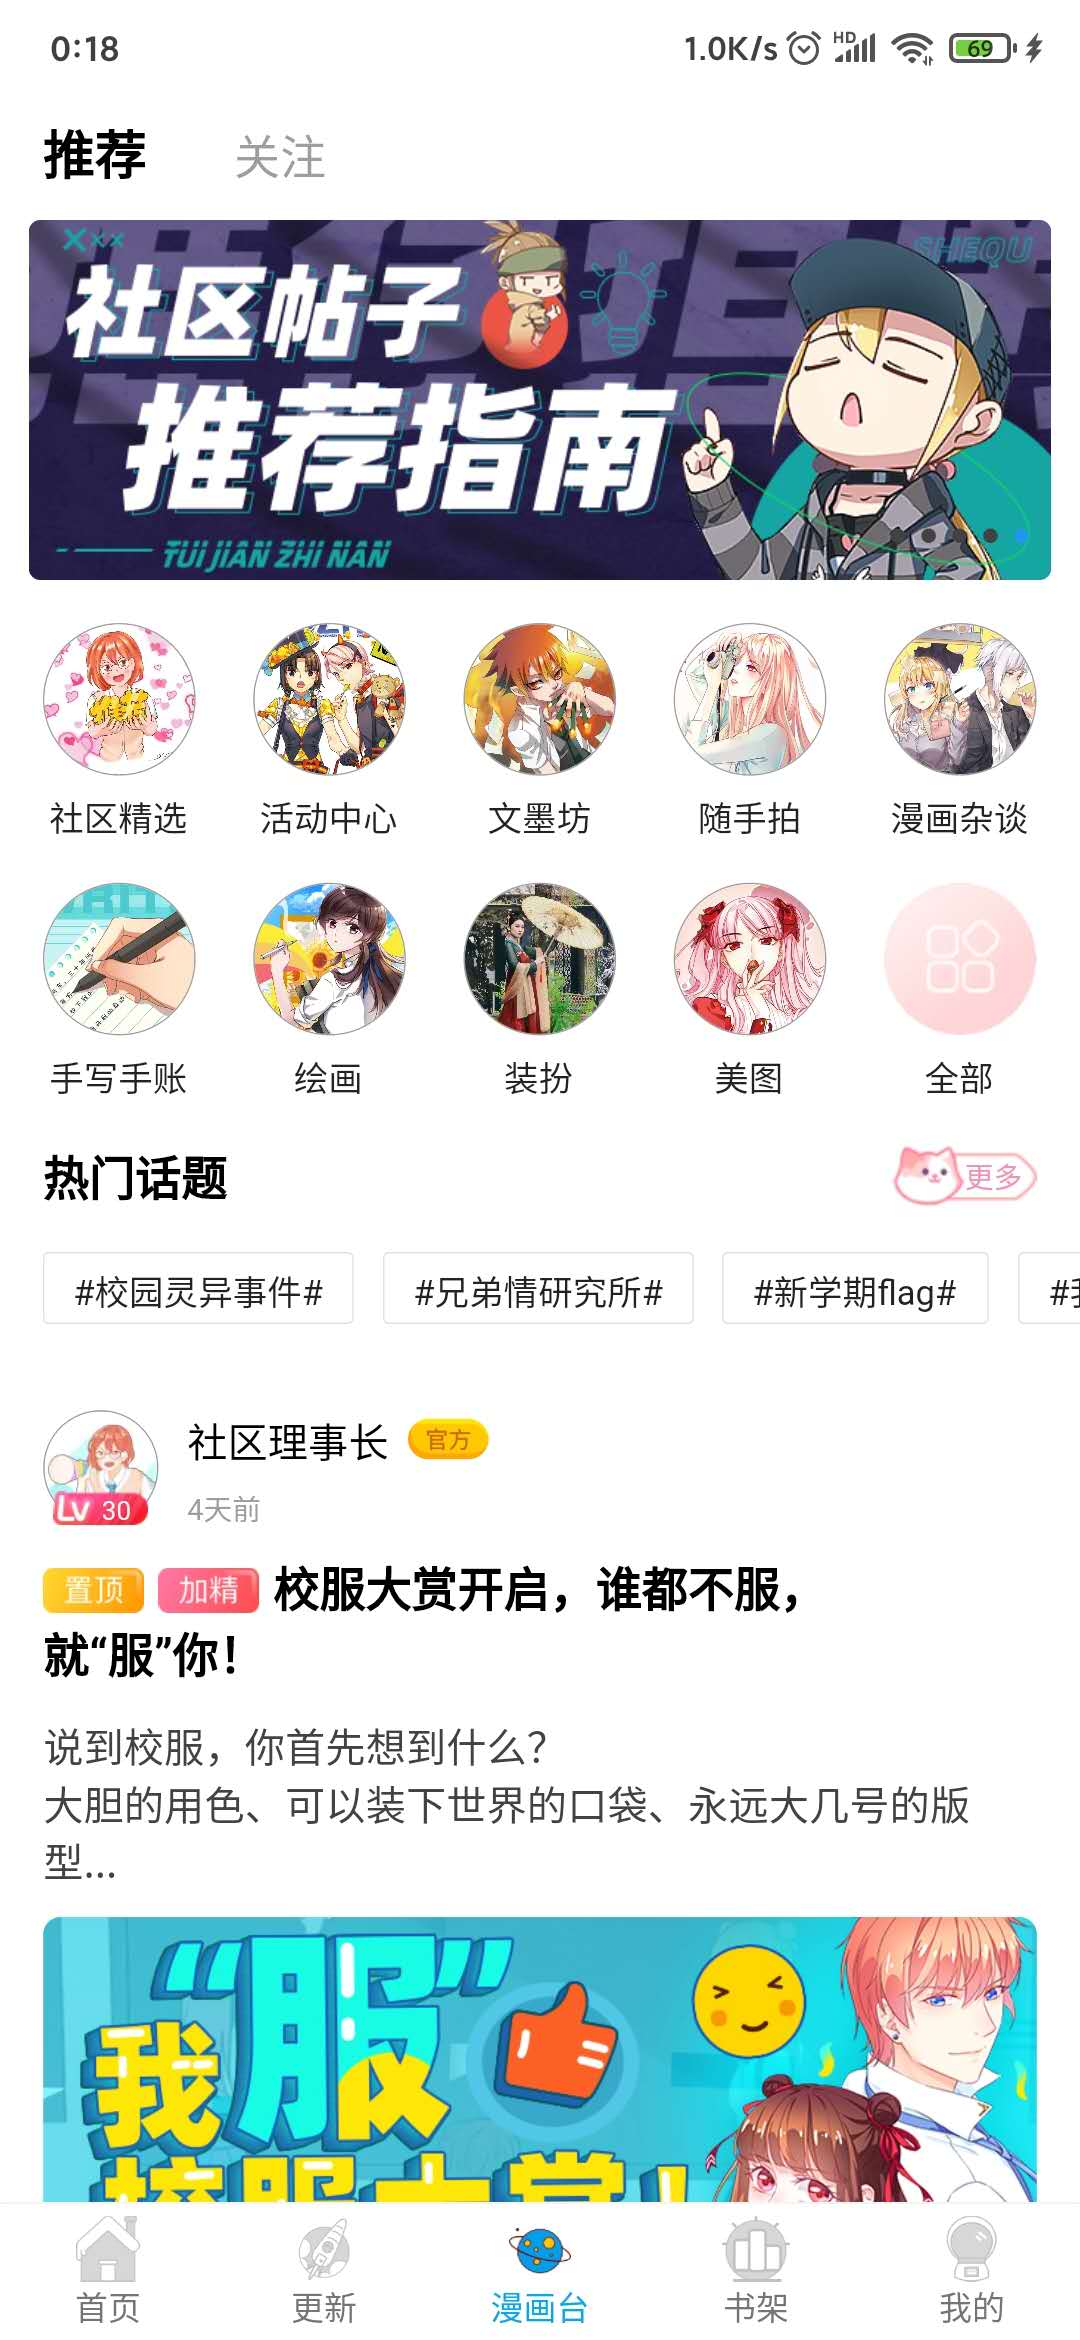 0:18 1.0K/s HD 69
推荐 关注
SHEQU
社区帖子
推荐指南
TUI JIAN ZHI NAN
社区精选 活动中心 文墨坊 随手拍 漫画杂谈
手写手账 绘画 装扮 美图 全部
热门话题 更多
#校园灵异事件# #兄弟情研究所# #新学期flag# #
社区理事长 官方
Lv 30 4天前
置顶 加精 校服大赏开启，谁都不服，
就“服”你！
说到校服，你首先想到什么？
大胆的用色、可以装下世界的口袋、永远大几号的版
型...
我“服”
校服大赏！
首页 更新 漫画台 书架 我的